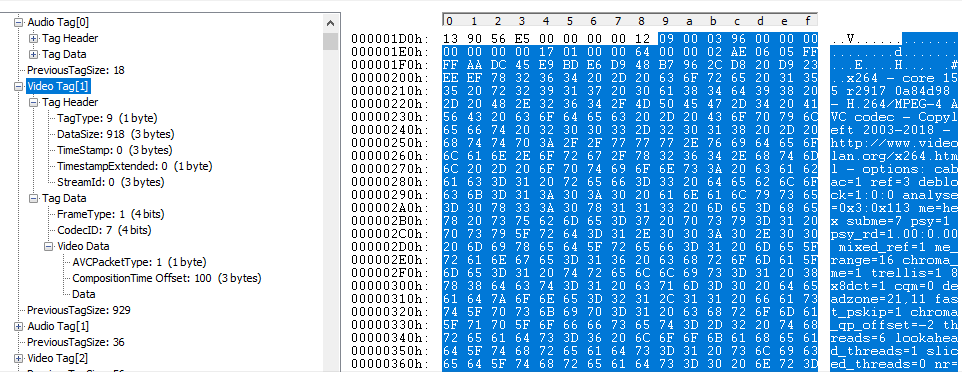 Audio Tag[0]
Tag Header
Tag Data
PreviousTagSize: 18
Video Tag[1]
Tag Header
TagType: 9 (1 byte)
DataSize: 918 (3 bytes)
TimeStamp: 0 (3 bytes)
TimestampExtended: 0 (1 byte)
StreamId: 0 (3 bytes)
Tag Data
FrameType: 1 (4 bits)
CodecID: 7 (4 bits)
Video Data
AVCPacketType: 1 (1 byte)
CompositionTime Offset: 100 (3 bytes)
Data
PreviousTagSize: 929
Audio Tag[1]
PreviousTagSize: 36
Video Tag[2]
0 1 2 3 4 5 6 7 8 9 a b c d e f
000001D0h: 13 90 56 E5 00 00 00 00 12 09 00 03 96 00 00 00 ..V.............
000001E0h: 00 00 00 00 17 01 00 00 64 00 00 02 AE 06 05 FF ........d.......
000001F0h: FF AA DC 45 E9 BD E6 D9 48 B7 96 2C D8 20 D9 23 ...E....H..,. .#
00000200h: EE EF 78 32 36 34 20 2D 20 63 6F 72 65 20 31 35 ..x264 - core 15
00000210h: 35 20 72 32 39 31 37 20 30 61 38 34 64 39 38 20 5 r2917 0a84d98
00000220h: 2D 20 48 2E 32 36 34 2F 4D 50 45 47 2D 34 20 41 - H.264/MPEG-4 A
00000230h: 56 43 20 63 6F 64 65 63 20 2D 20 43 6F 70 79 6C VC codec - Copyl
00000240h: 65 66 74 20 32 30 30 33 2D 32 30 31 38 20 2D 20 eft 2003-2018 -
00000250h: 68 74 74 70 3A 2F 2F 77 77 77 2E 76 69 64 65 6F http://www.video
00000260h: 6C 61 6E 2E 6F 72 67 2F 78 32 36 34 2E 68 74 6D lan.org/x264.htm
00000270h: 6C 20 2D 20 6F 70 74 69 6F 6E 73 3A 20 63 61 62 l - options: cab
00000280h: 61 63 3D 31 20 72 65 66 3D 33 20 64 65 62 6C 6F ac=1 ref=3 deblo
00000290h: 63 6B 3D 31 3A 30 3A 30 20 61 6E 61 6C 79 73 65 ck=1:0:0 analyse
000002A0h: 3D 30 78 33 3A 30 78 31 31 33 20 6D 65 3D 68 65 =0x3:0x113 me=he
000002B0h: 78 20 73 75 62 6D 65 3D 37 20 70 73 79 3D 31 20 x subme=7 psy=1
000002C0h: 70 73 79 5F 72 64 3D 31 2E 30 30 3A 30 2E 30 30 psy_rd=1.00:0.00
000002D0h: 20 6D 69 78 65 64 5F 72 65 66 3D 31 20 6D 65 5F mixed_ref=1 me_
000002E0h: 72 61 6E 67 65 3D 31 36 20 63 68 72 6F 6D 61 5F range=16 chroma_
000002F0h: 6D 65 3D 31 20 74 72 65 6C 6C 69 73 3D 31 20 38 me=1 trellis=1 8
00000300h: 78 38 64 63 74 3D 31 20 63 71 6D 3D 30 20 64 65 x8dct=1 cqm=0 de
00000310h: 61 64 7A 6F 6E 65 3D 32 31 2C 31 31 20 66 61 73 adzone=21,11 fas
00000320h: 74 5F 70 73 6B 69 70 3D 31 20 63 68 72 6F 6D 61 t_pskip=1 chroma
00000330h: 5F 71 70 5F 6F 66 66 73 65 74 3D 2D 32 20 74 68 _qp_offset=-2 th
00000340h: 72 65 61 64 73 3D 36 20 6C 6F 6F 6B 61 68 65 61 reads=6 lookahea
00000350h: 64 5F 74 68 72 65 61 64 73 3D 31 20 73 6C 69 63 d_threads=1 slic
00000360h: 65 64 5F 74 68 72 65 61 64 73 3D 30 20 6E 72 3D ed_threads=0 nr=